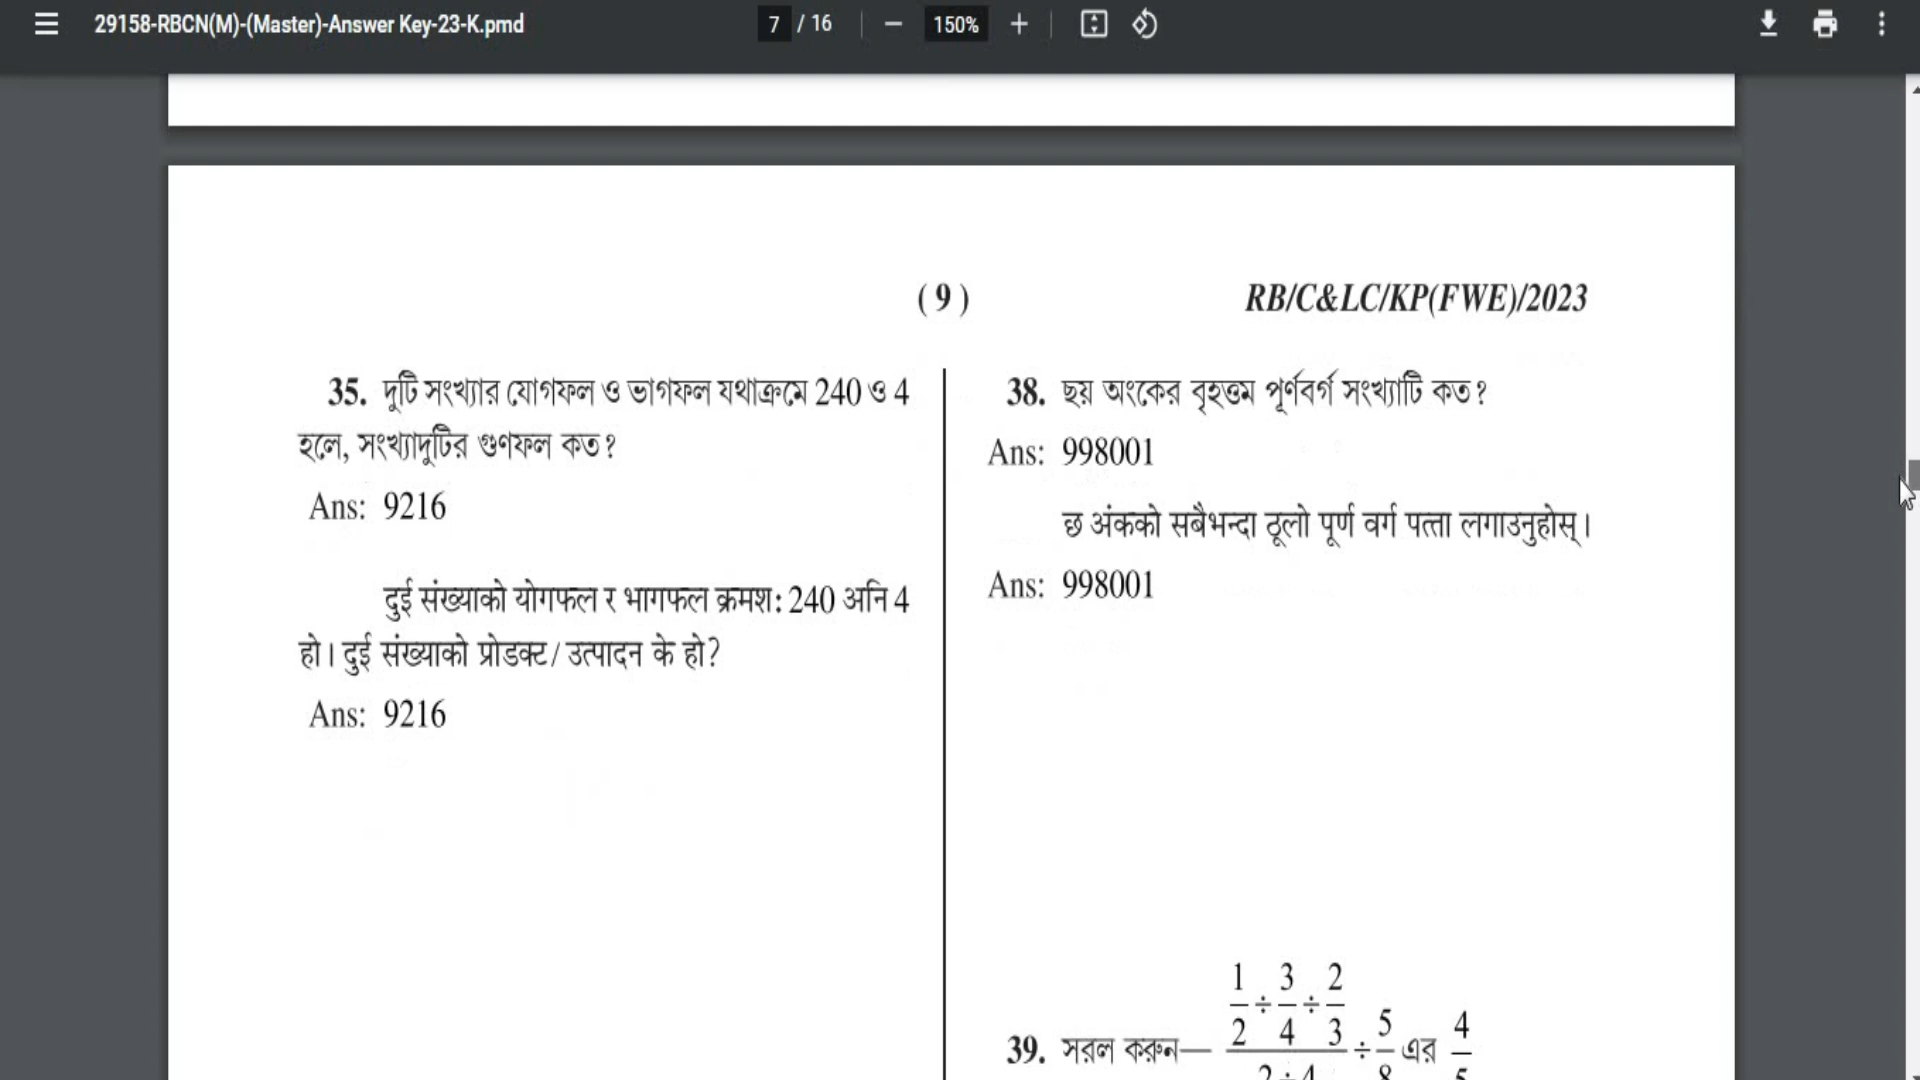 29158-RBCN(M)-(Master)-Answer Key-23-K.pmd
7 / 16
150%
( 9 )
RB/C&LC/KP(FWE)/2023
35. দুটি সংখ্যার যোগফল ও ভাগফল যথাক্রমে 240 ও 4
হলে, সংখ্যাদুটির গুণফল কত?
Ans: 9216
दुई संख्याको योगफल र भागफल क्रमश: 240 अनि 4
हो। दुई संख्याको प्रोडक्ट/ उत्पादन के हो?
Ans: 9216
38. ছয় অংকের বৃহত্তম পূর্ণবর্গ সংখ্যাটি কত?
Ans: 998001
छ अंकको सबैभन्दा ठूलो पूर्ण वर्ग पत्ता लगाउनुहोस्।
Ans: 998001
1/2 ÷ 3/4 ÷ 2/3
39. সরল করুন— ÷ 5/8 এর 4/5
2 ÷ 4